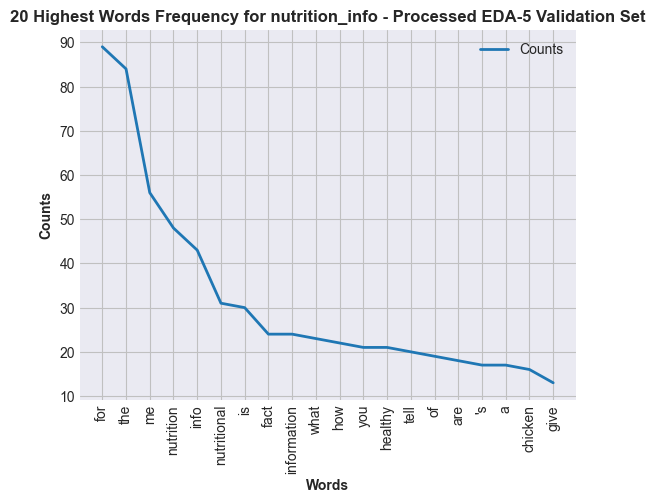 20 Highest Words Frequency for nutrition_info - Processed EDA-5 Validation Set
Counts
90
80
70
60
50
40
30
20
10
Counts
for
the
me
nutrition
info
nutritional
is
fact
information
what
how
you
healthy
tell
of
are
's
a
chicken
give
Words